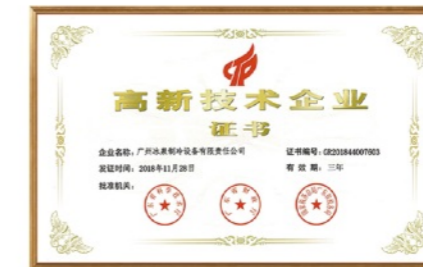 高新技术企业
证书
企业名称：广州冰泉制冷设备有限责任公司
证书编号：GR201844007603
发证时间：2018年11月28日
有效期：三年
批准机关：